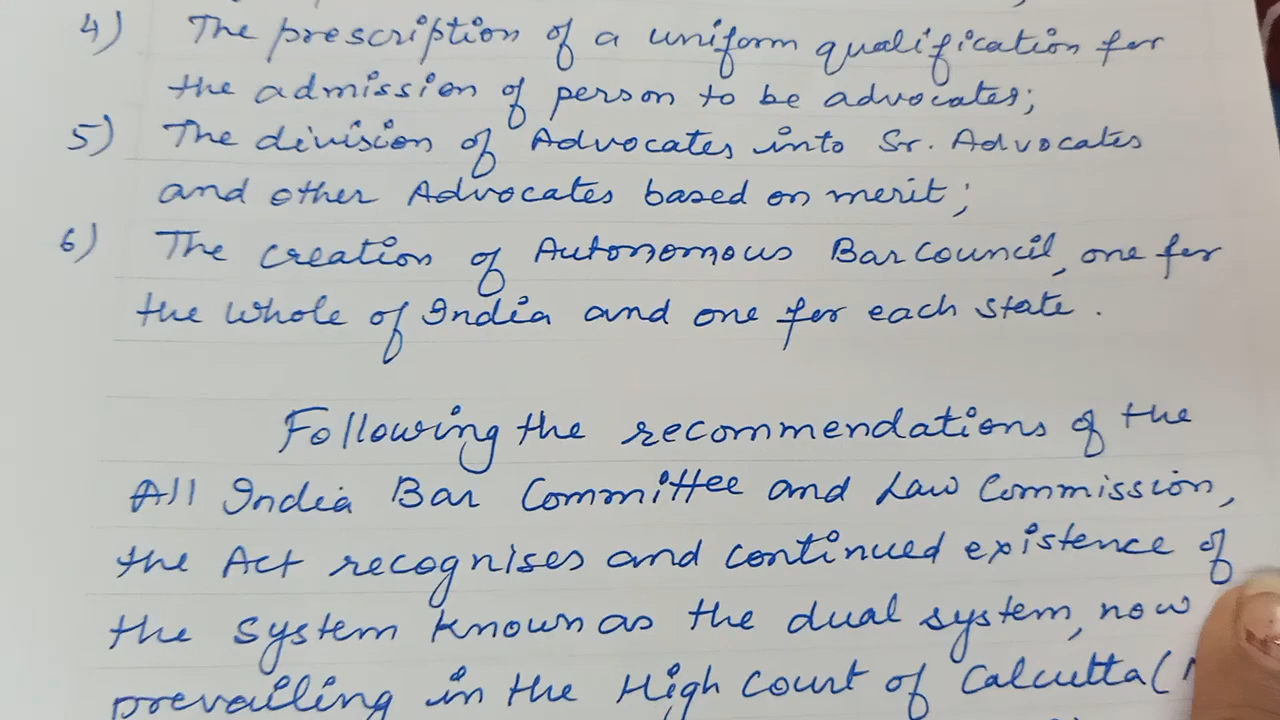 4) The prescription of a uniform qualification for
the admission of person to be advocates;
5) The division of Advocates into Sr. Advocates
and other Advocates based on merit;
6) The creation of Autonomous Bar Council, one for
the whole of India and one for each state.
Following the recommendations of the
All India Bar Committee and Law Commission,
the Act recognises and continued existence of
the system known as the dual system, now
prevailing in the High Court of Calcutta (